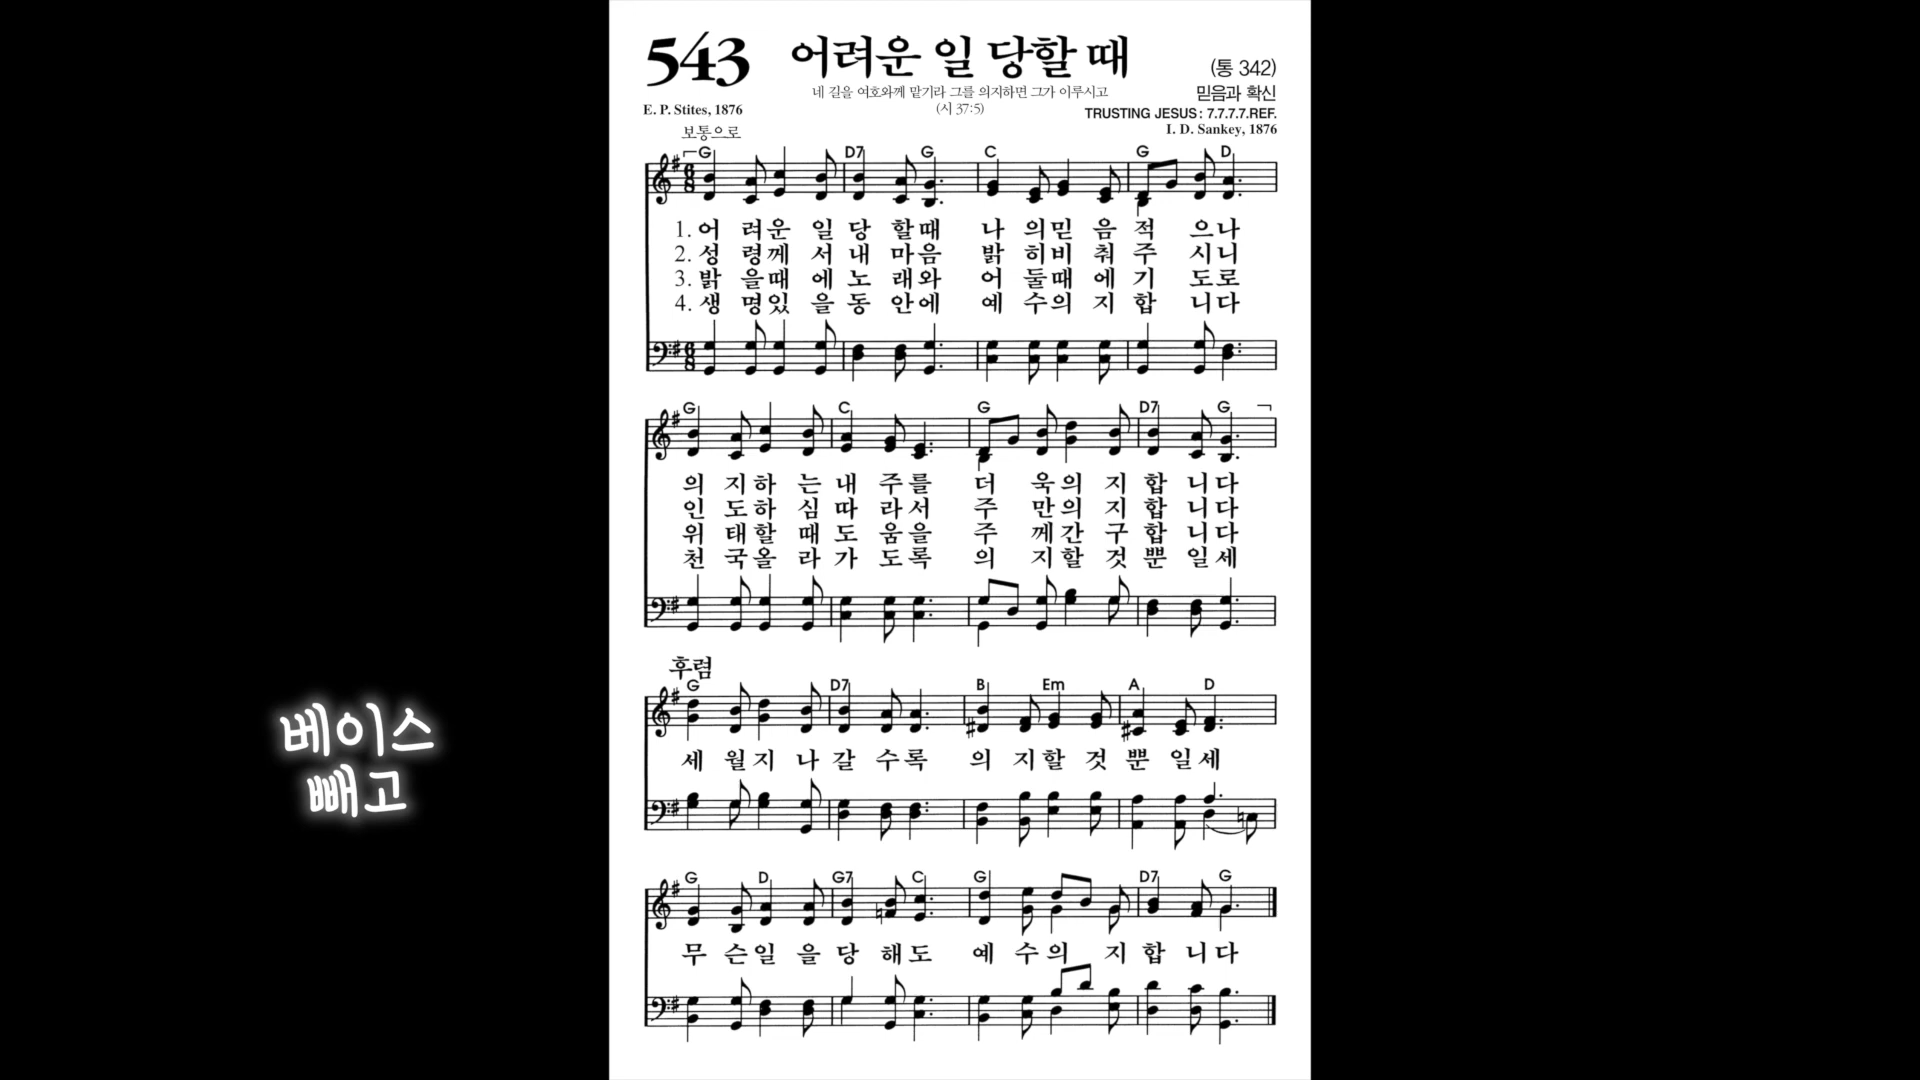 543
어려운 일 당할 때
(통 342)
네 길을 여호와께 맡기라 그를 의지하면 그가 이루시고
(시 37:5)
믿음과 확신
E. P. Stites, 1876
TRUSTING JESUS : 7.7.7.7.REF.
I. D. Sankey, 1876
보통으로
G D7 G C G D
1. 어 려운 일 당 할때 나 의믿 음 적 으나
2. 성 령께 서 내 마음 밝 히비 춰 주 시니
3. 밝 을때 에 노 래와 어 둘때 에 기 도로
4. 생 명있 을 동 안에 예 수의 지 합 니다
G C G D7 G
의 지하 는 내 주를 더 욱의 지 합 니다
인 도하 심 따 라서 주 만의 지 합 니다
위 태할 때 도 움을 주 께간 구 합 니다
천 국올 라 가 도록 의 지할 것 뿐 일세
후렴
G D7 B Em A D
세 월지 나 갈 수록 의 지할 것 뿐 일세
G D G7 C G D7 G
무 슨일 을 당 해도 예 수의 지 합 니다
베이스
빼고